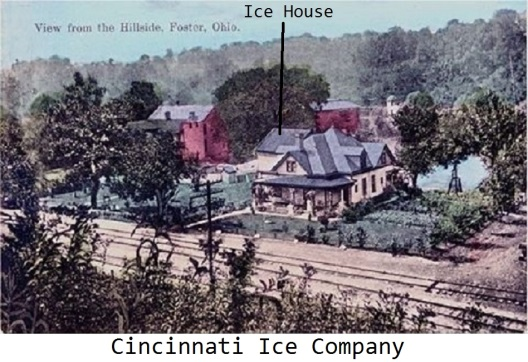 Ice House
View from the Hillside, Foster, Ohio.
Cincinnati Ice Company